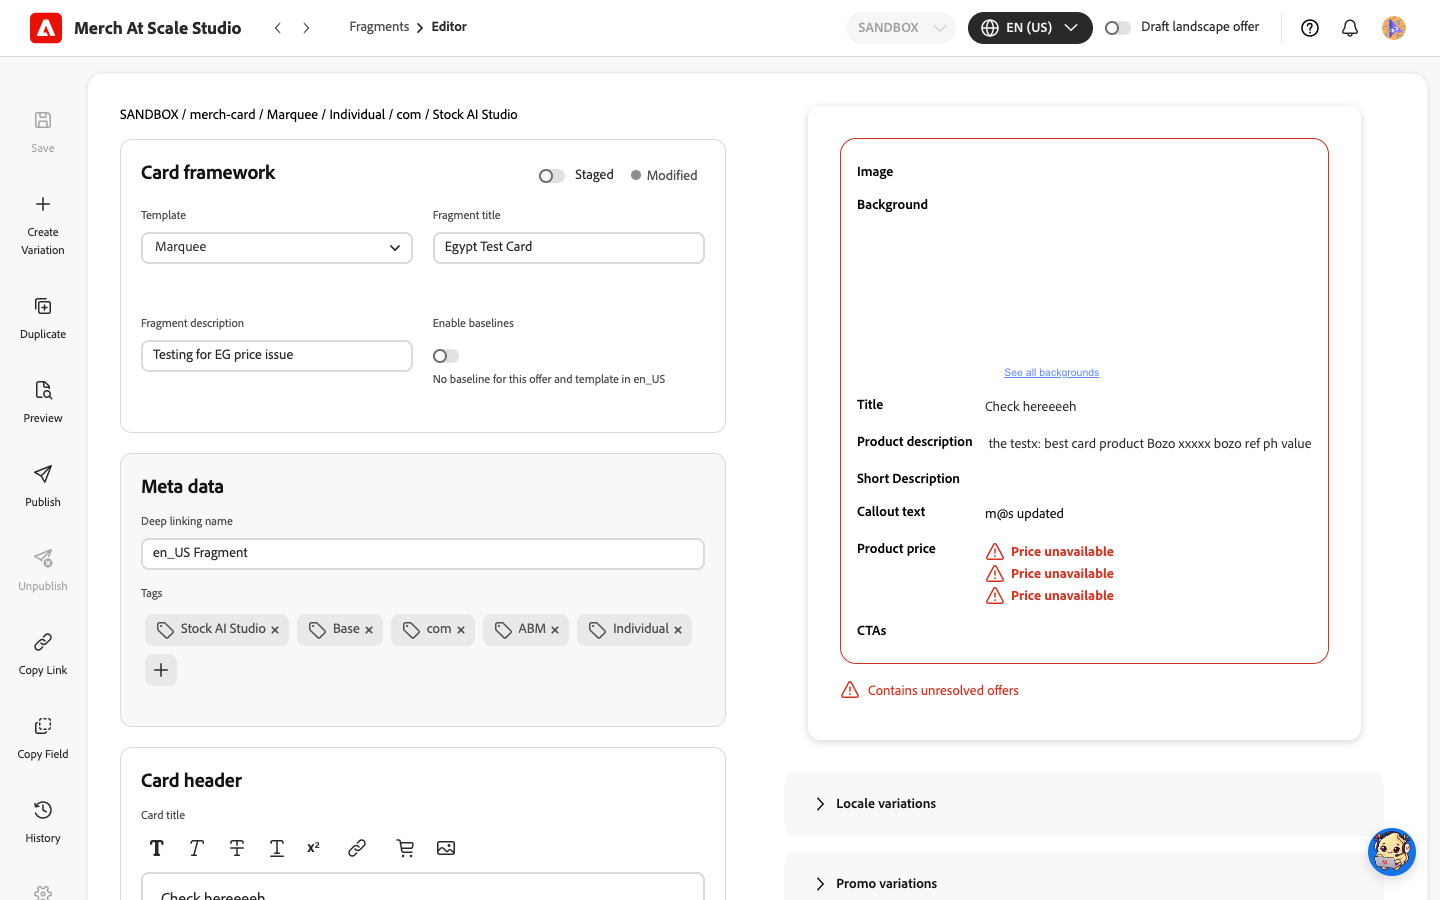 Merch At Scale Studio
Fragments
Editor
SANDBOX
EN (US)
Draft landscape offer
Save
Create
Variation
Duplicate
Preview
Publish
Unpublish
Copy Link
Copy Field
History
SANDBOX / merch-card / Marquee / Individual / com / Stock AI Studio
Card framework
Staged
Modified
Template
Fragment title
Marquee
Egypt Test Card
Fragment description
Enable baselines
Testing for EG price issue
No baseline for this offer and template in en_US
Meta data
Deep linking name
en_US Fragment
Tags
Stock AI Studio
Base
com
ABM
Individual
Card header
Card title
Check hereeeeh
Image
Background
See all backgrounds
Title
Check hereeeeh
Product description
the testx: best card product Bozo xxxxx bozo ref ph value
Short Description
Callout text
m@s updated
Product price
Price unavailable
Price unavailable
Price unavailable
CTAs
Contains unresolved offers
Locale variations
Promo variations